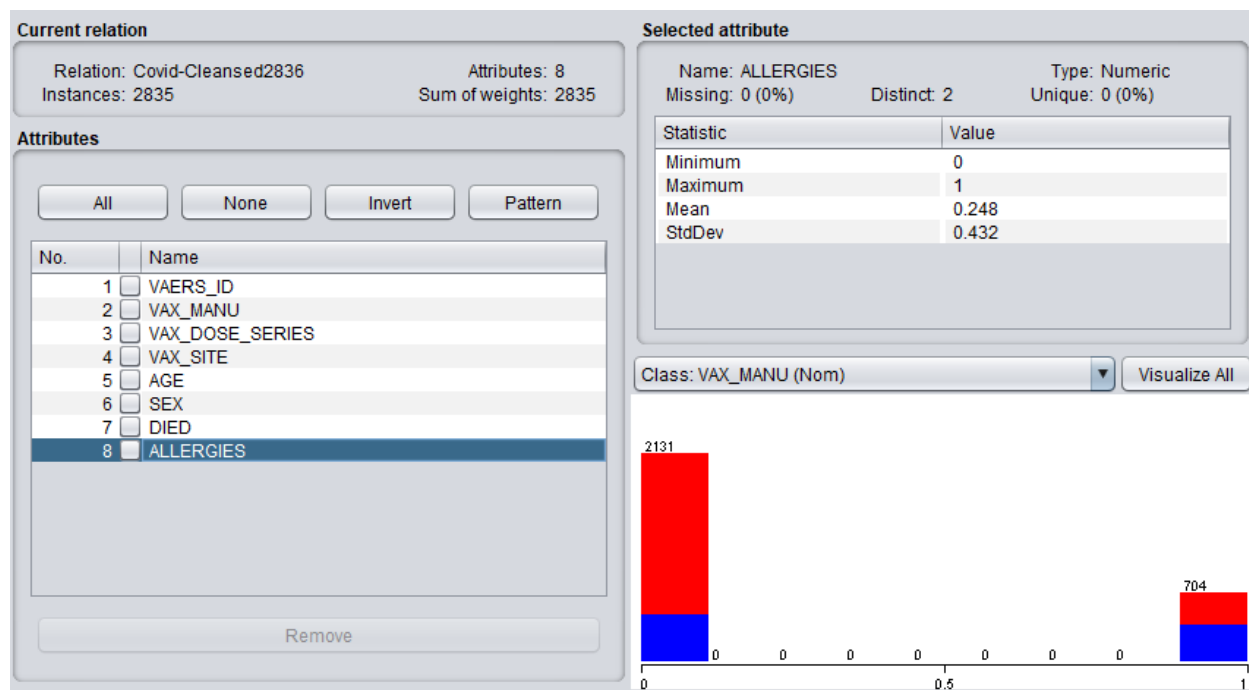 Current relation
Relation: Covid-Cleansed2836 Attributes: 8
Instances: 2835 Sum of weights: 2835
Attributes
All None Invert Pattern
No. Name
1 VAERS_ID
2 VAX_MANU
3 VAX_DOSE_SERIES
4 VAX_SITE
5 AGE
6 SEX
7 DIED
8 ALLERGIES
Remove
Selected attribute
Name: ALLERGIES Type: Numeric
Missing: 0 (0%) Distinct: 2 Unique: 0 (0%)
Statistic Value
Minimum 0
Maximum 1
Mean 0.248
StdDev 0.432
Class: VAX_MANU (Nom) Visualize All
2131
704
0 0 0 0 0 0 0
0 0.5 1